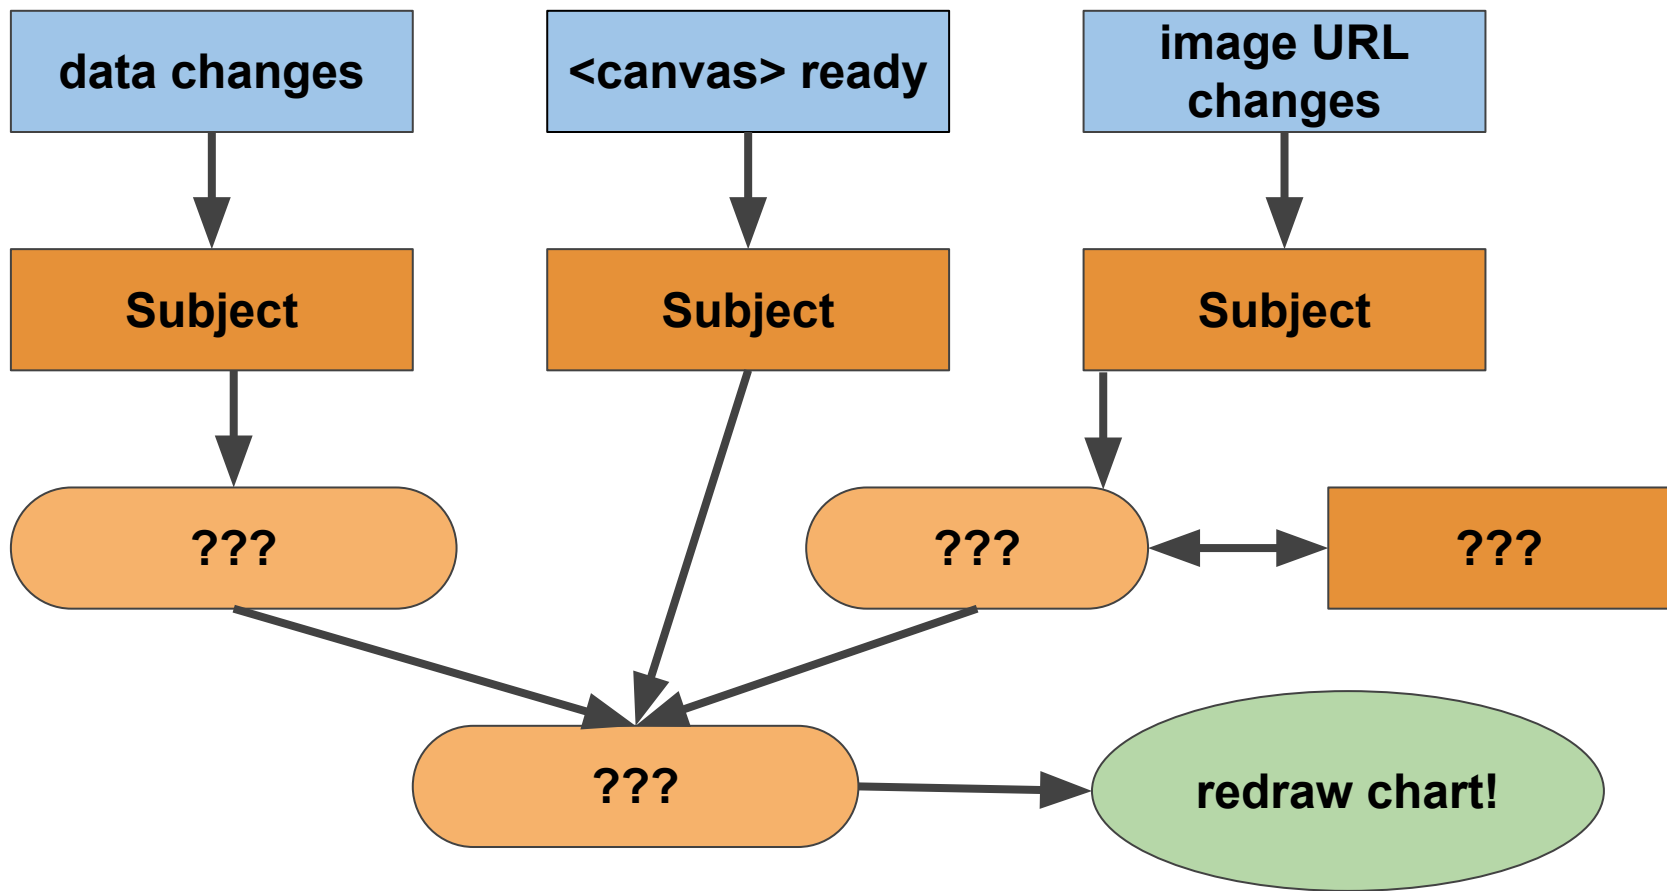 data changes
<canvas> ready
image URL
changes
Subject
Subject
Subject
???
???
???
???
redraw chart!